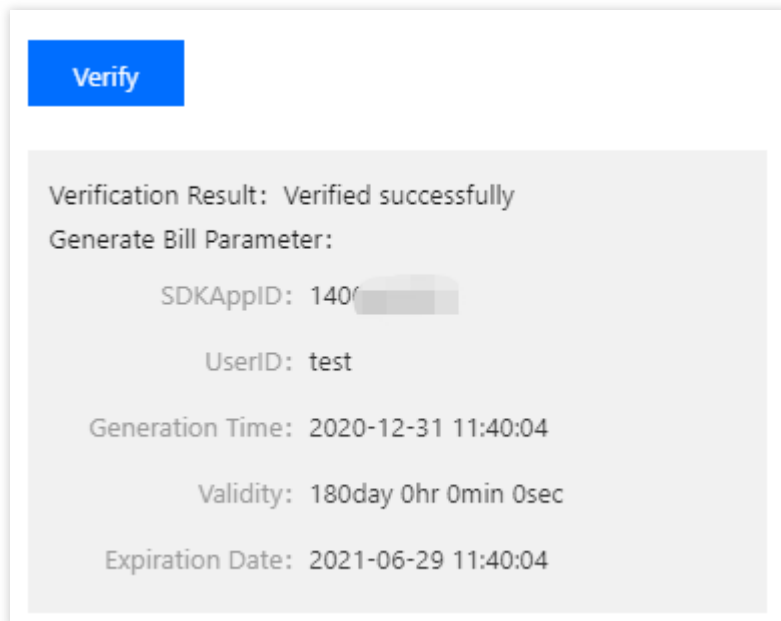 Verify
Verification Result: Verified successfully
Generate Bill Parameter:
SDKAppID: 140
UserID: test
Generation Time: 2020-12-31 11:40:04
Validity: 180day 0hr 0min 0sec
Expiration Date: 2021-06-29 11:40:04